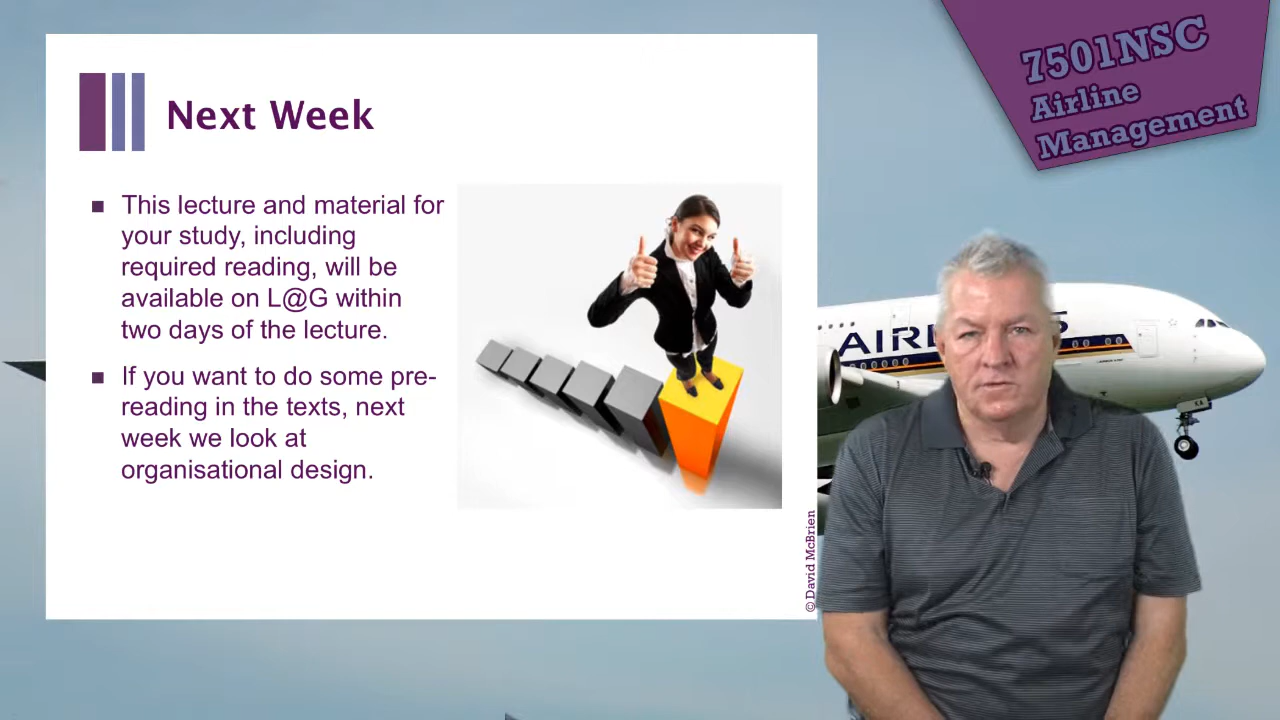 7501NSC
Airline
Management
Next Week
This lecture and material for
your study, including
required reading, will be
available on L@G within
two days of the lecture.
If you want to do some pre-
reading in the texts, next
week we look at
organisational design.
©David McBrien